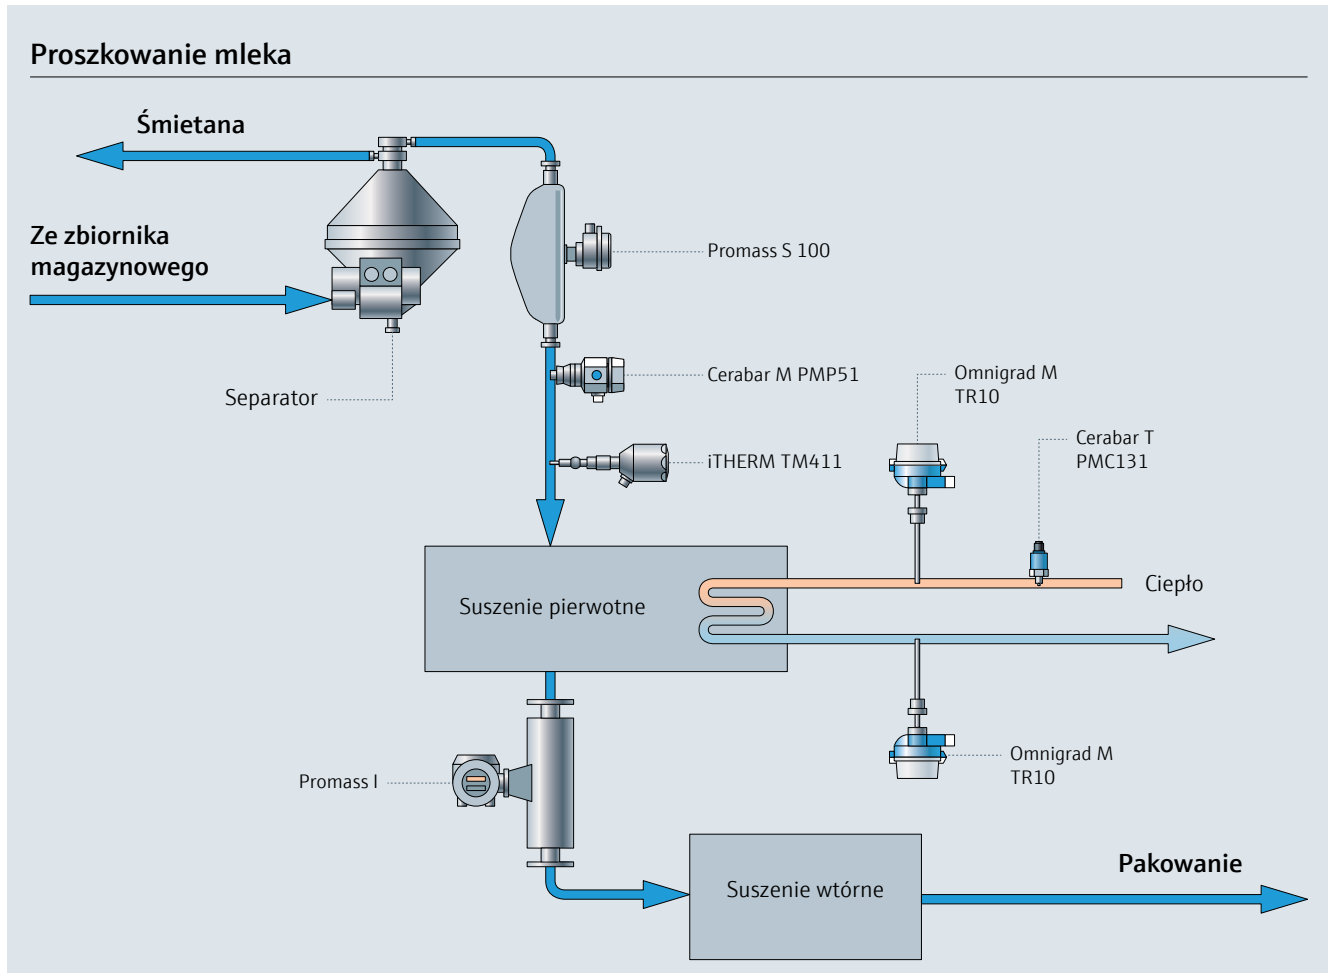 Proszkowanie mleka
Śmietana
Ze zbiornika
magazynowego
Separator
Promass S 100
Cerabar M PMP51
iTHERM TM411
Omnigrad M
TR10
Cerabar T
PMC131
Suszenie pierwotne
Ciepło
Promass I
Omnigrad M
TR10
Suszenie wtórne
Pakowanie